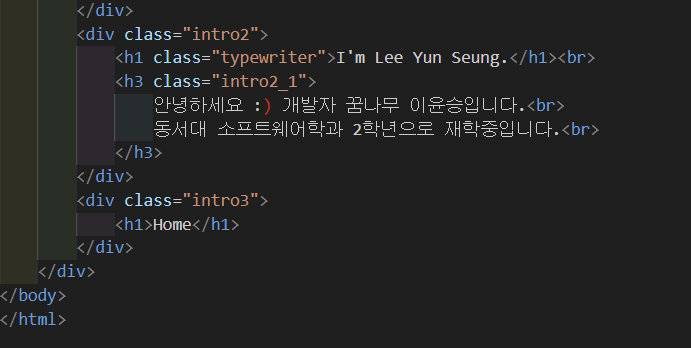 </div>
<div class="intro2">
<h1 class="typewriter">I'm Lee Yun Seung.</h1><br>
<h3 class="intro2_1">
안녕하세요 :) 개발자 꿈나무 이윤승입니다.<br>
동서대 소프트웨어학과 2학년으로 재학중입니다.<br>
</h3>
</div>
<div class="intro3">
<h1>Home</h1>
</div>
</div>
</body>
</html>